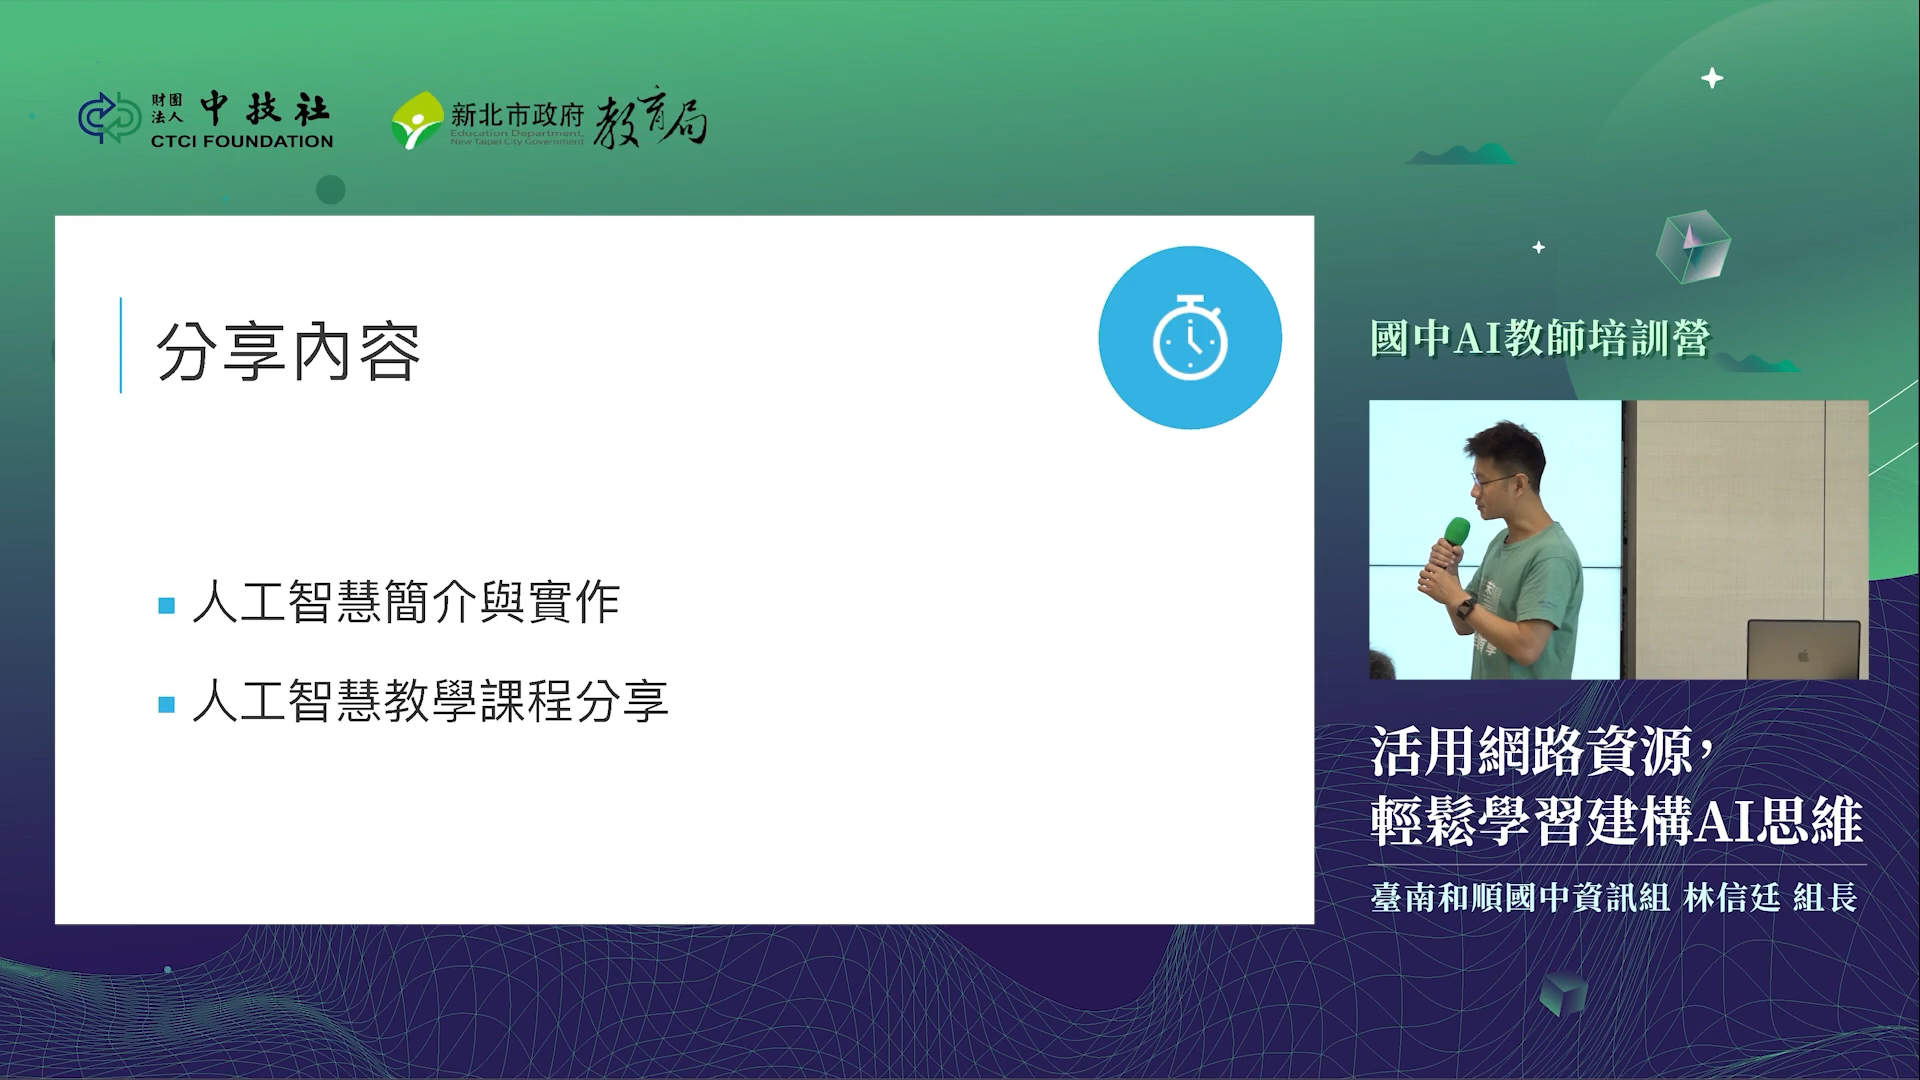 財團法人 中技社
CTCI FOUNDATION
新北市政府 教育局
Education Department,
New Taipei City Government
分享內容
人工智慧簡介與實作
人工智慧教學課程分享
國中AI教師培訓營
活用網路資源，
輕鬆學習建構AI思維
臺南和順國中資訊組 林信廷 組長